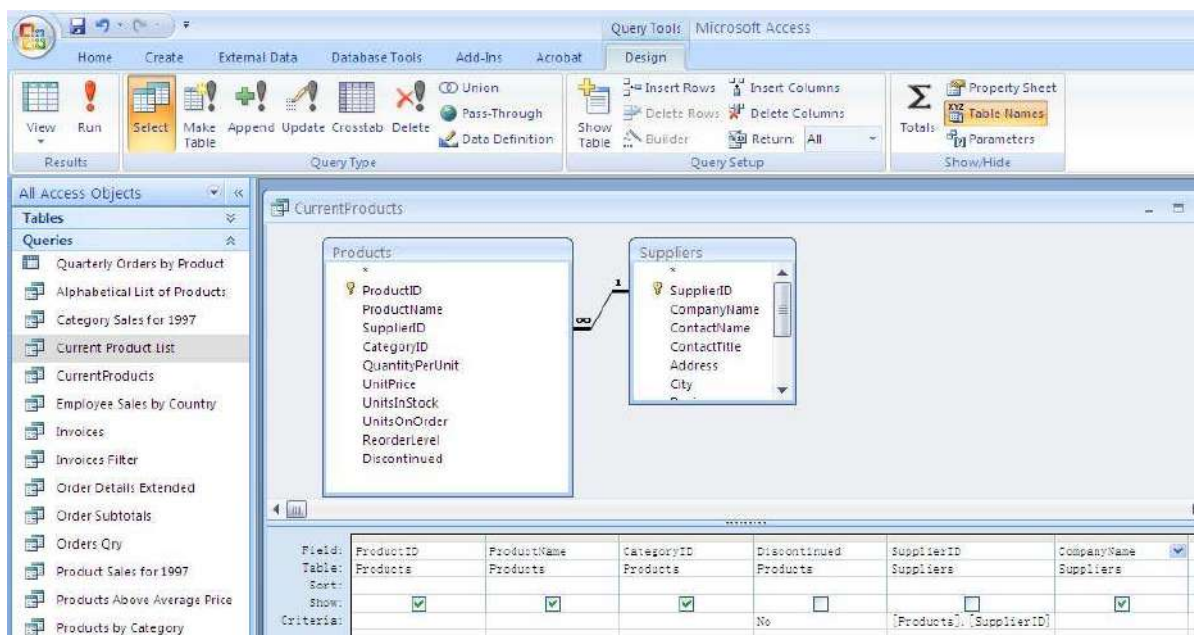 Query Tools Microsoft Access
Home Create External Data Database Tools Add-Ins Acrobat Design
View
Run
Select
Make Table
Append
Update
Crosstab
Delete
Union
Pass-Through
Data Definition
Show Table
Insert Rows
Delete Rows
Builder
Insert Columns
Delete Columns
Return: All
Totals
Property Sheet
XYZ Table Names
Parameters
Results Query Type Query Setup Show/Hide
All Access Objects
Tables
Queries
Quarterly Orders by Product
Alphabetical List of Products
Category Sales for 1997
Current Product List
CurrentProducts
Employee Sales by Country
Invoices
Invoices Filter
Order Details Extended
Order Subtotals
Orders Qry
Product Sales for 1997
Products Above Average Price
Products by Category
CurrentProducts
Products
*
ProductID
ProductName
SupplierID
CategoryID
QuantityPerUnit
UnitPrice
UnitsInStock
UnitsOnOrder
ReorderLevel
Discontinued
∞
1
Suppliers
*
SupplierID
CompanyName
ContactName
ContactTitle
Address
City
Field: ProductID ProductName CategoryID Discontinued SupplierID CompanyName
Table: Products Products Products Products Suppliers Suppliers
Sort:
Show:
Criteria: No [Products].[SupplierID]